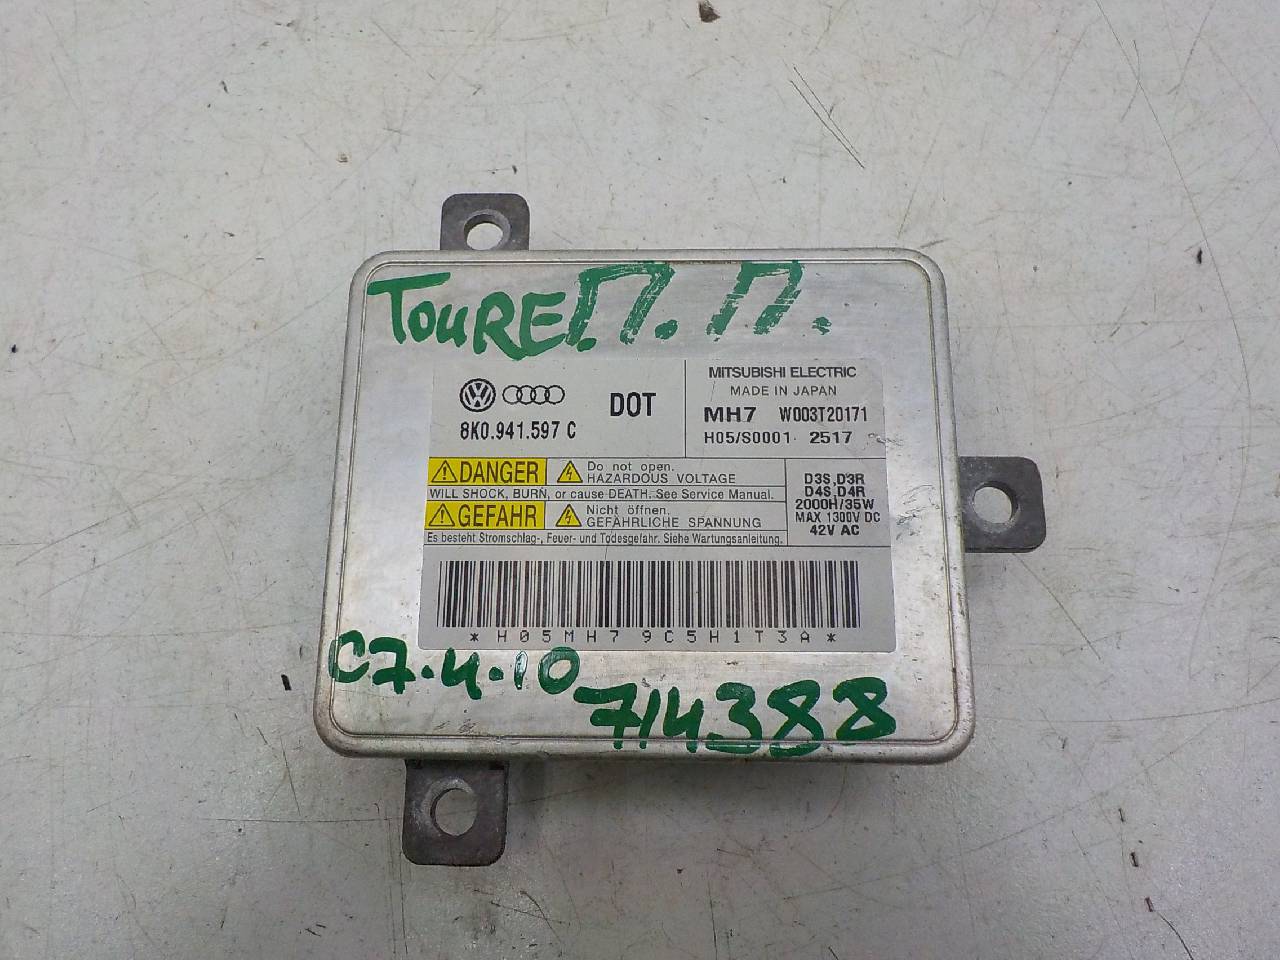 TOURE П. П.
MITSUBISHI ELECTRIC
MADE IN JAPAN
DOT
MH7 W003T20171
8K0.941.597 C
H05/S0001 2517
DANGER
Do not open.
HAZARDOUS VOLTAGE
WILL SHOCK, BURN, or cause DEATH. See Service Manual.
GEFAHR
Nicht öffnen.
GEFÄHRLICHE SPANNUNG
Es besteht Stromschlag-, Feuer- und Todesgefahr. Siehe Wartungsanleitung.
D3S,D3R
D4S,D4R
2000H/35W
MAX 1300V DC
42V AC
*H05MH79C5H1T3A*
C7.4.10
714388